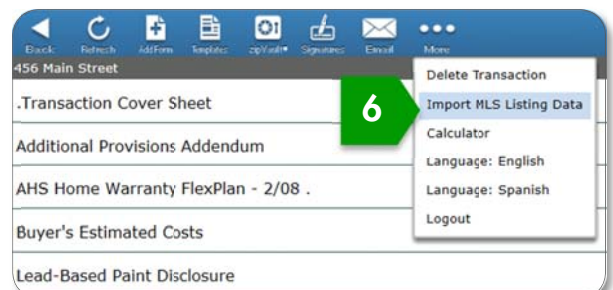 Back Refresh AddForm Templates zipVault® Signatures Email More
456 Main Street
.Transaction Cover Sheet
Additional Provisions Addendum
AHS Home Warranty FlexPlan - 2/08 .
Buyer's Estimated Costs
Lead-Based Paint Disclosure
6
Delete Transaction
Import MLS Listing Data
Calculator
Language: English
Language: Spanish
Logout